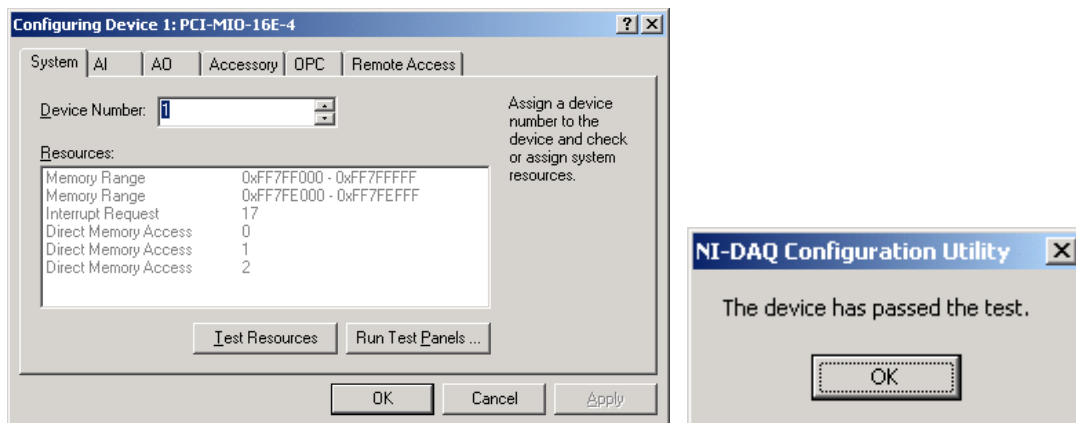 Configuring Device 1: PCI-MIO-16E-4
System AI AO Accessory OPC Remote Access
Device Number: 1
Assign a device
number to the
device and check
or assign system
resources.
Resources:
Memory Range 0xFF7FF000 - 0xFF7FFFFF
Memory Range 0xFF7FE000 - 0xFF7FEFFF
Interrupt Request 17
Direct Memory Access 0
Direct Memory Access 1
Direct Memory Access 2
Test Resources Run Test Panels ...
OK Cancel Apply
NI-DAQ Configuration Utility
The device has passed the test.
OK